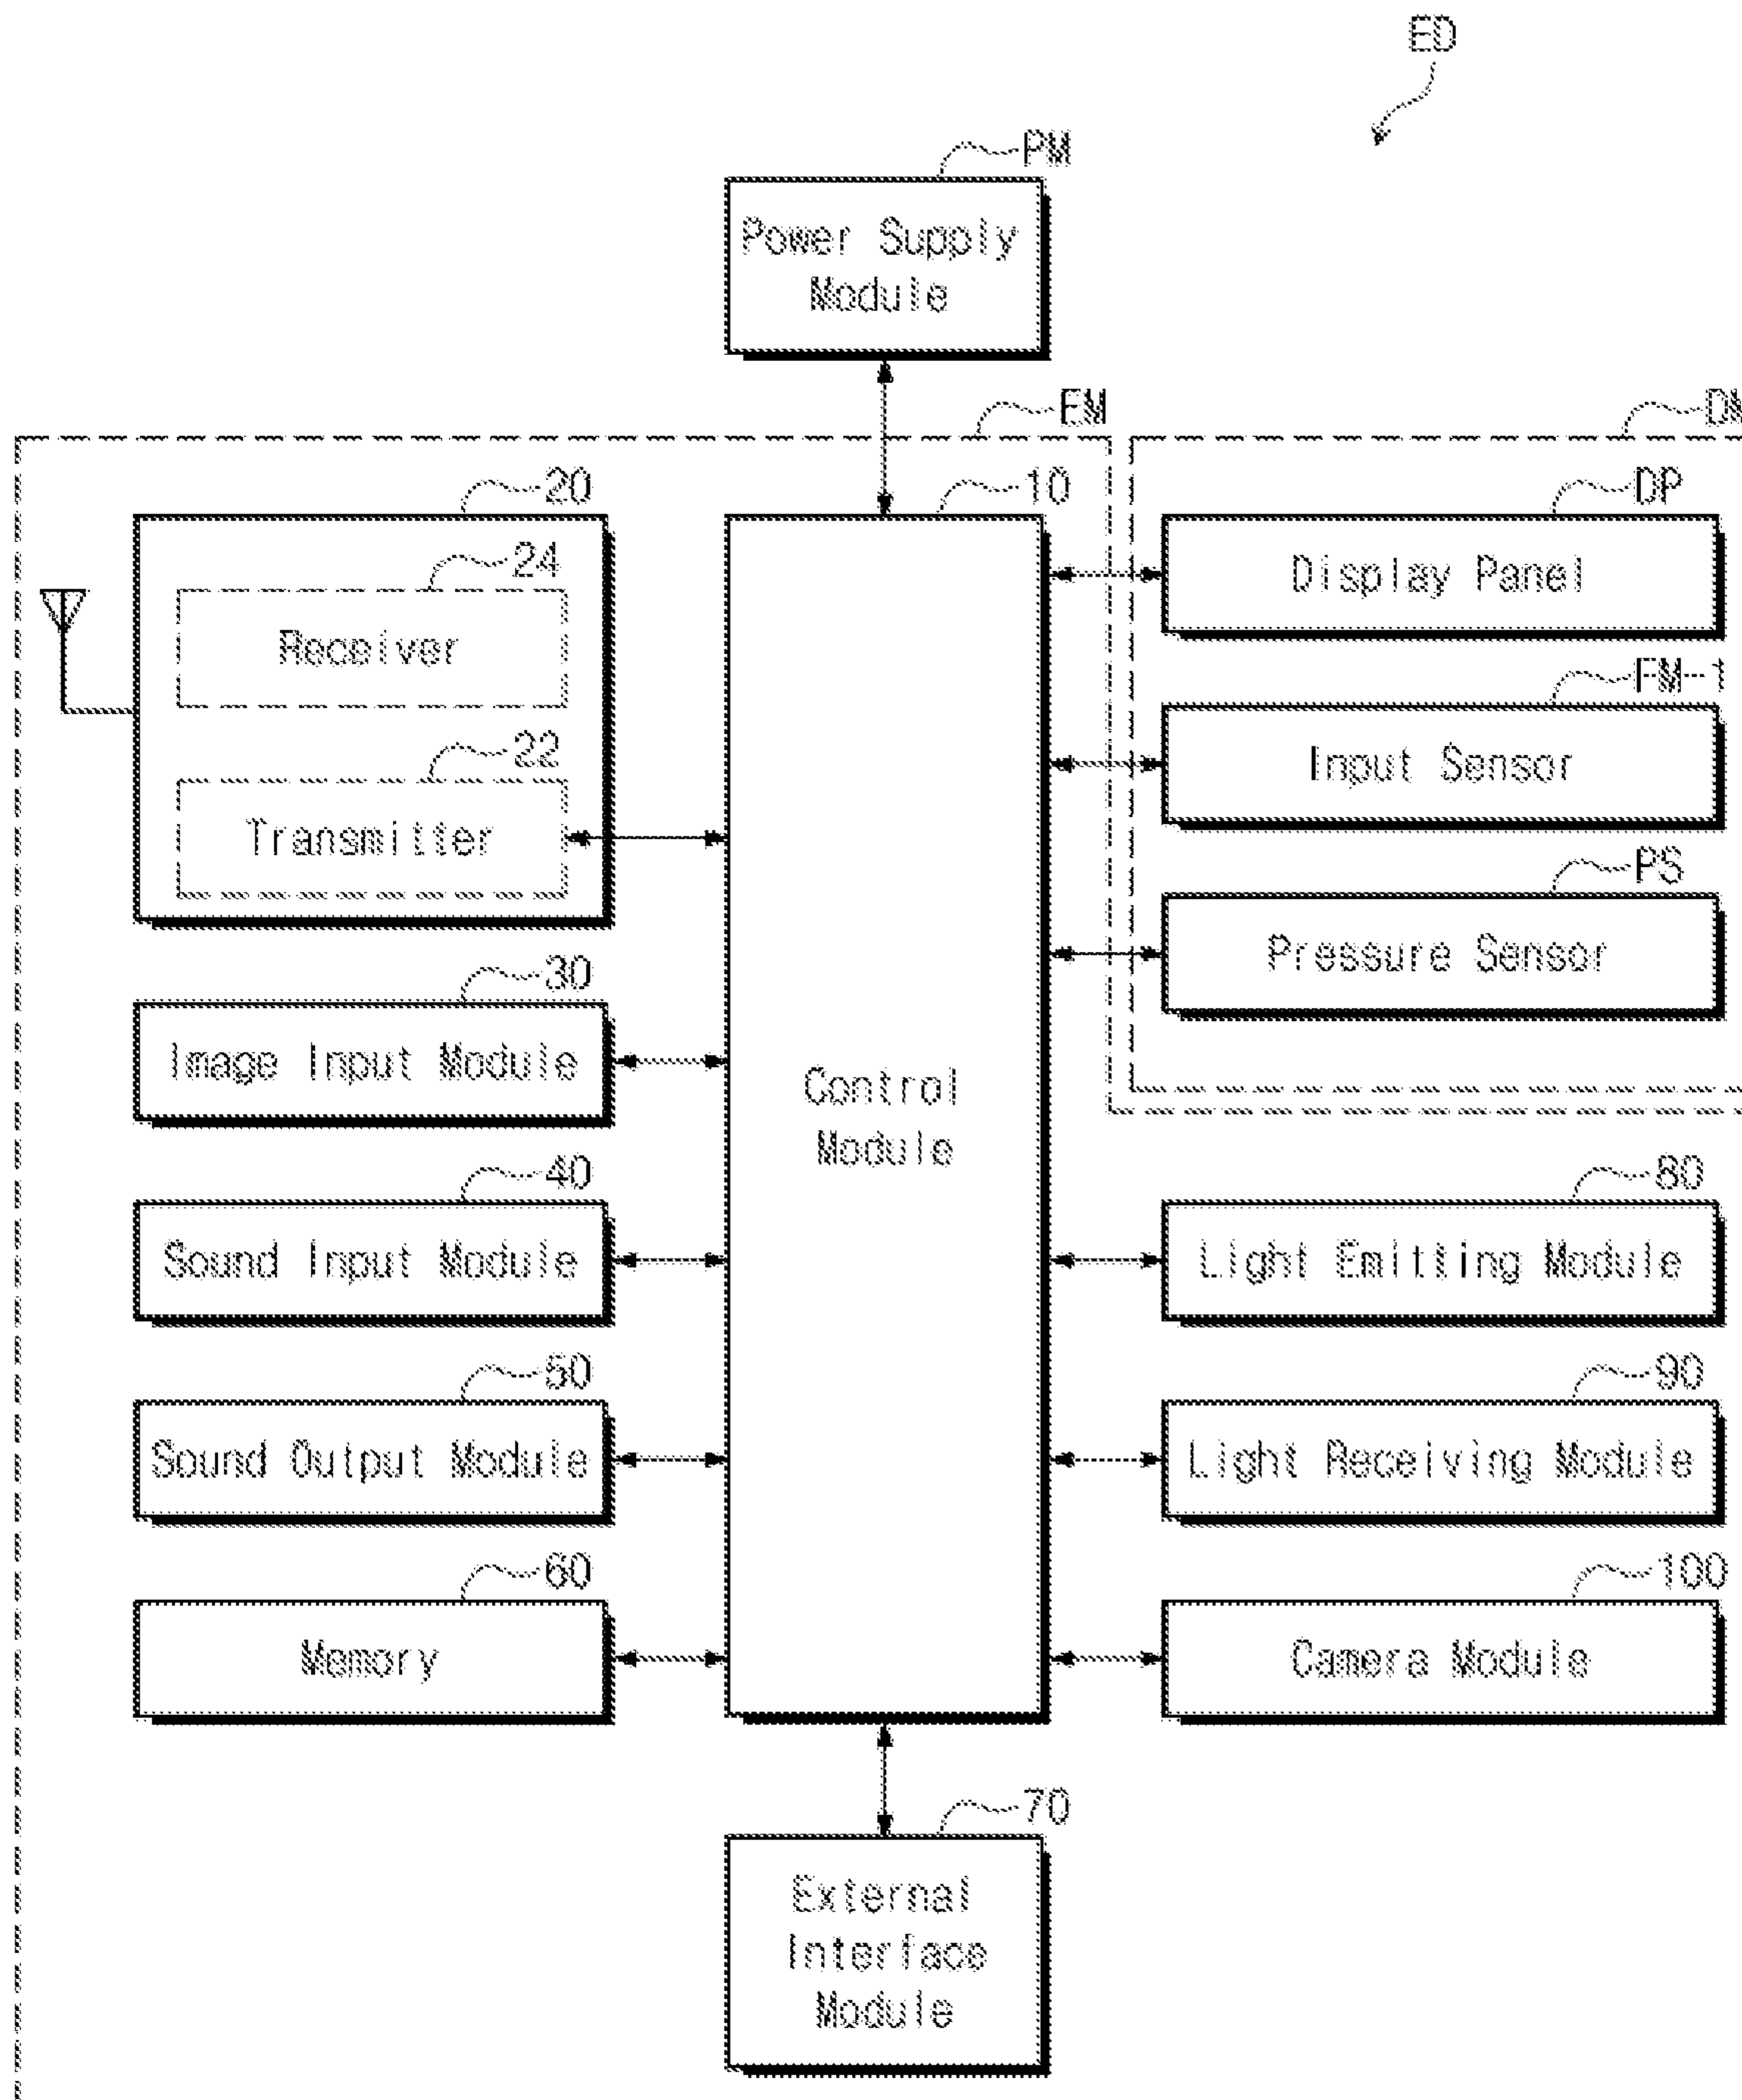 ED
PM
Power Supply
Module
EM
DM
20
10
DP
24
Display Panel
Receiver
FM-1
22
Input Sensor
Transmitter
PS
Pressure Sensor
30
Image Input Module
Control
Module
40
80
Sound Input Module
Light Emitting Module
50
90
Sound Output Module
Light Receiving Module
60
100
Memory
Camera Module
70
External
Interface
Module